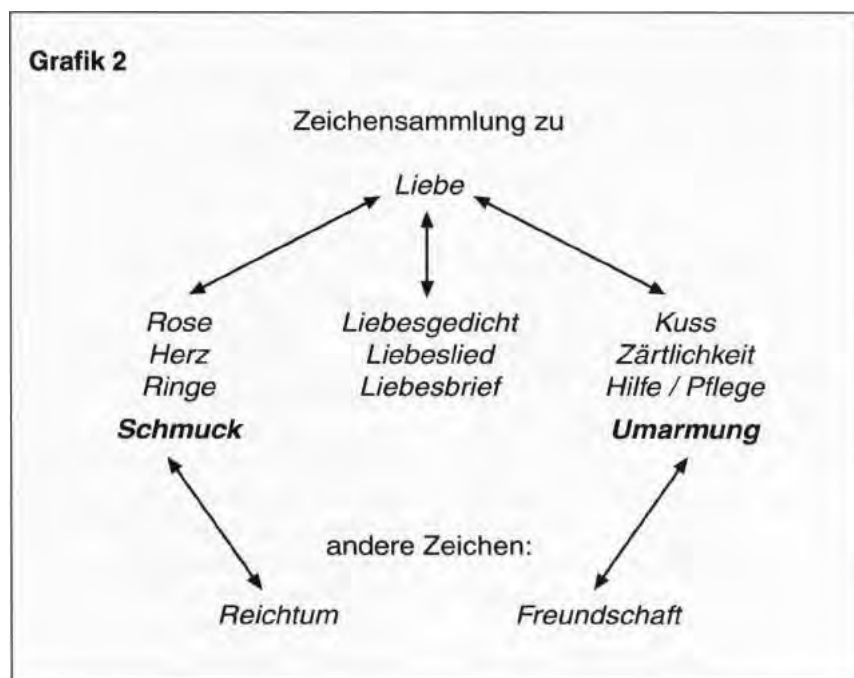 Grafik 2
Zeichensammlung zu
Liebe
Rose
Herz
Ringe
Schmuck
Liebesgedicht
Liebeslied
Liebesbrief
Kuss
Zärtlichkeit
Hilfe / Pflege
Umarmung
andere Zeichen:
Reichtum
Freundschaft